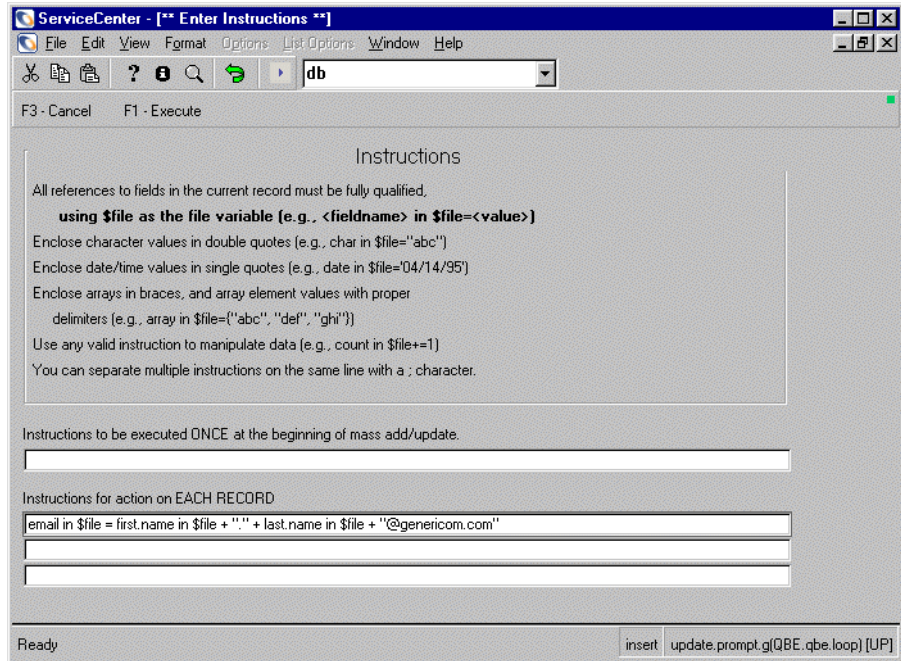 ServiceCenter - [** Enter Instructions **]
File Edit View Format Options List Options Window Help
db
F3 - Cancel F1 - Execute
Instructions
All references to fields in the current record must be fully qualified,
using $file as the file variable (e.g., <fieldname> in $file=<value>)
Enclose character values in double quotes (e.g., char in $file="abc")
Enclose date/time values in single quotes (e.g., date in $file='04/14/95')
Enclose arrays in braces, and array element values with proper
delimiters (e.g., array in $file={"abc", "def", "ghi"})
Use any valid instruction to manipulate data (e.g., count in $file+=1)
You can separate multiple instructions on the same line with a ; character.
Instructions to be executed ONCE at the beginning of mass add/update.
Instructions for action on EACH RECORD
email in $file = first.name in $file + "." + last.name in $file + "@genericom.com"
Ready insert update.prompt.g(QBE.qbe.loop) [UP]